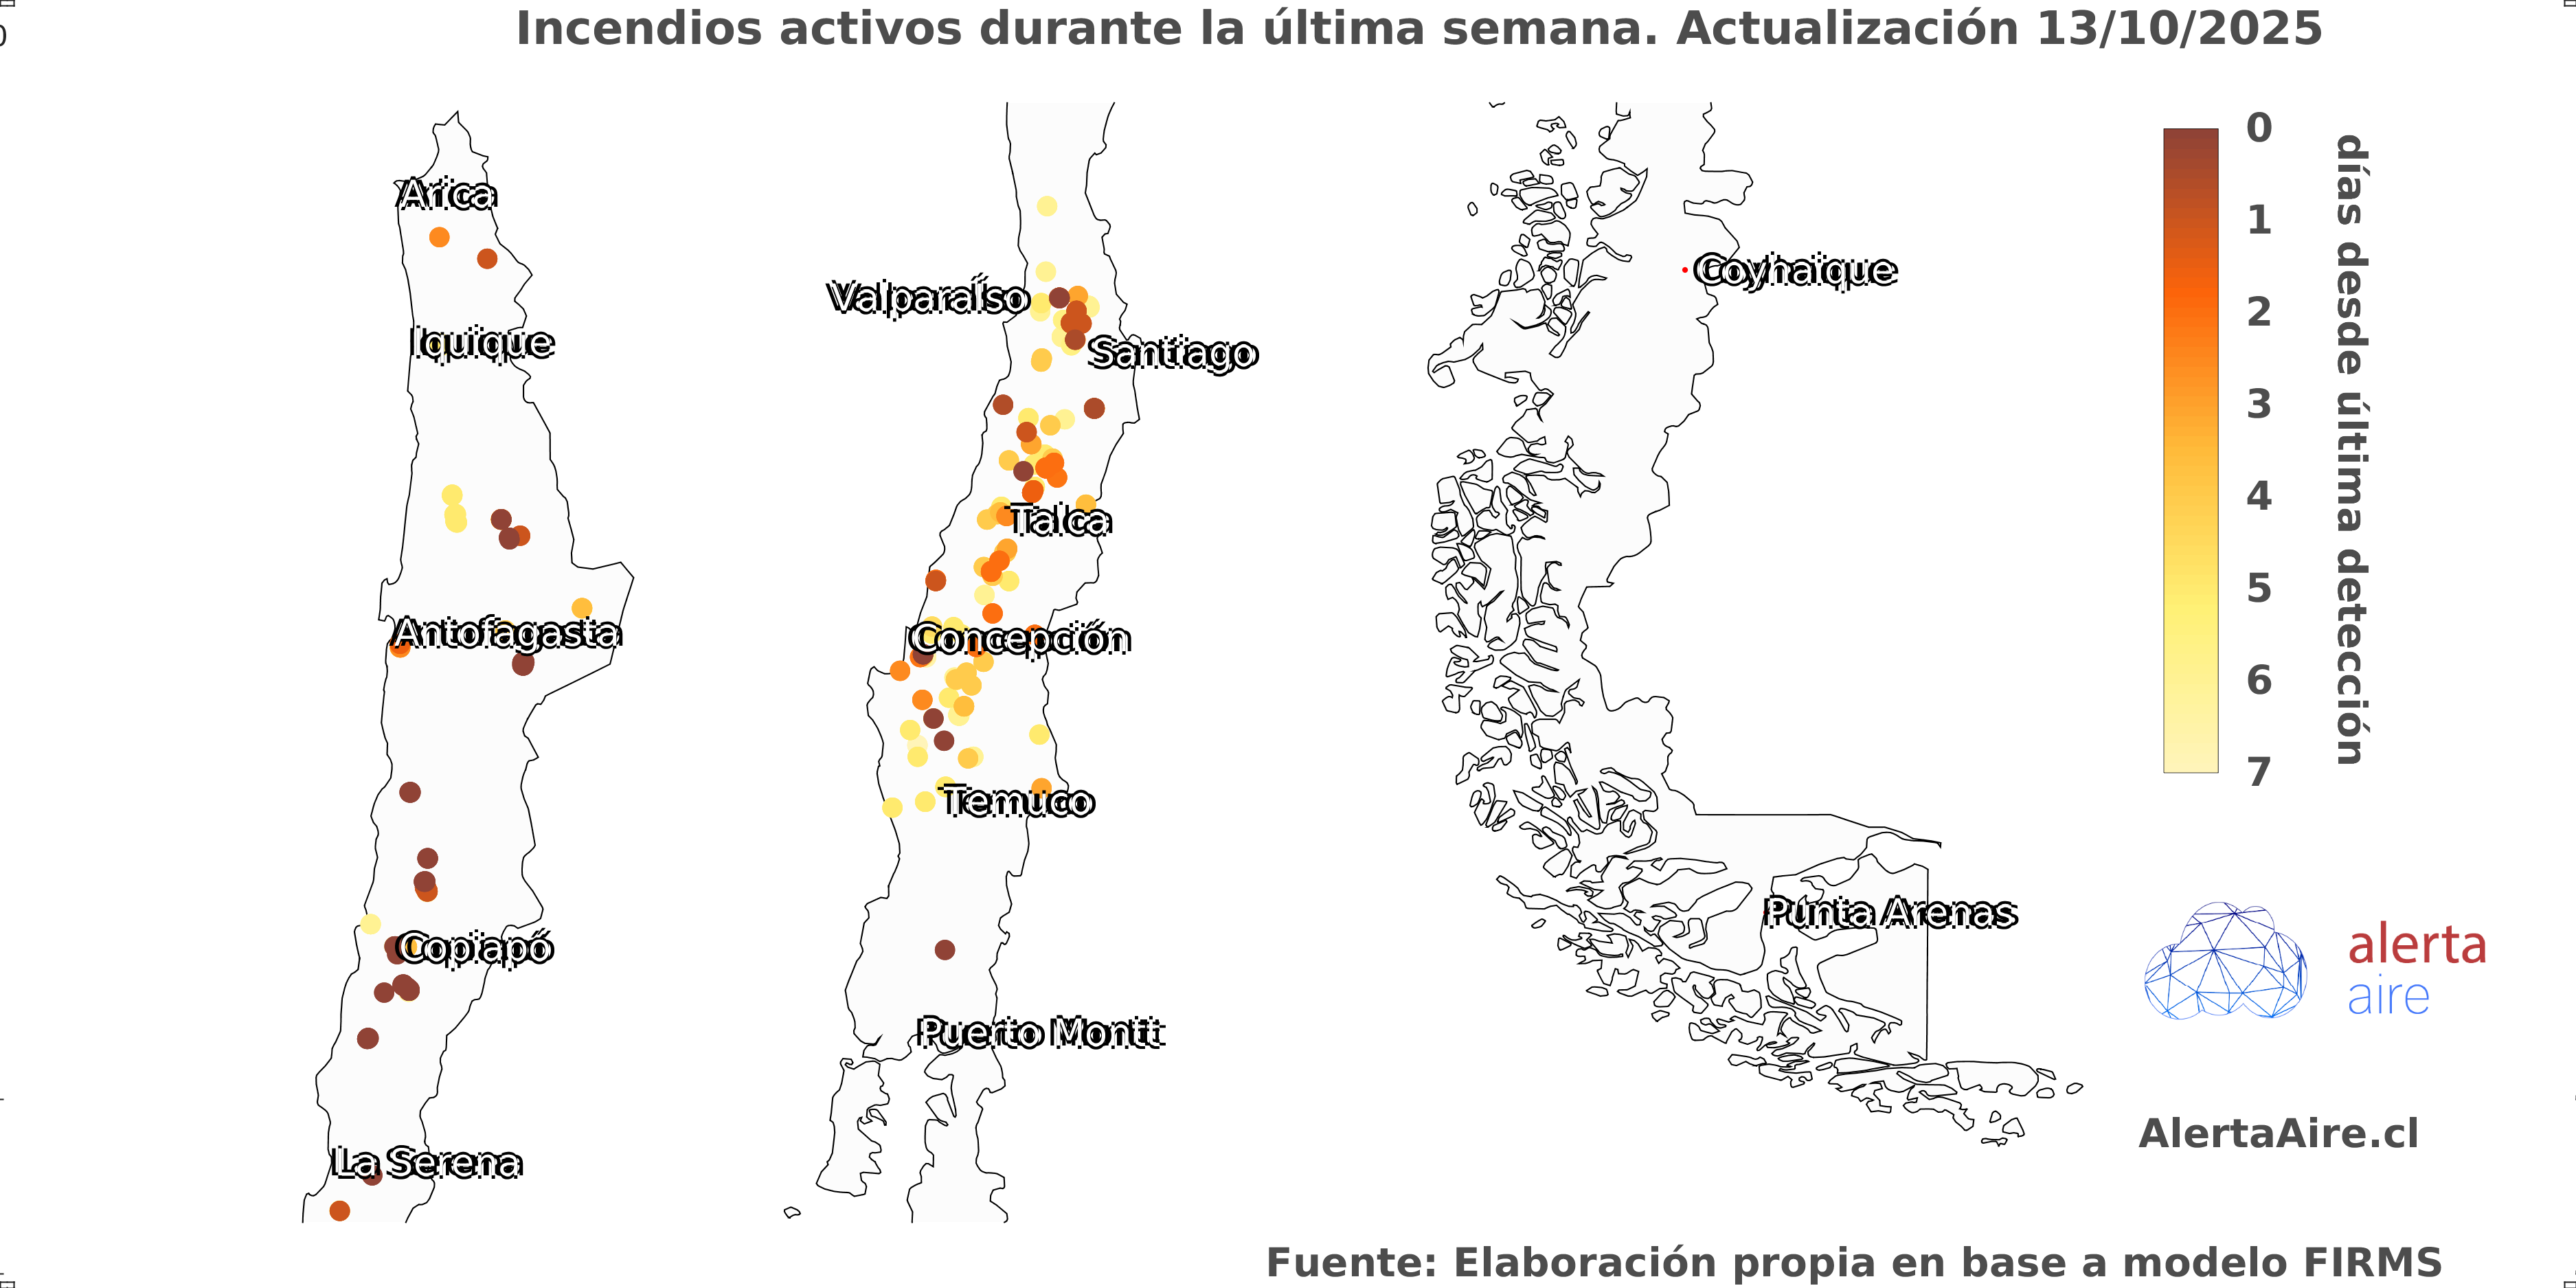 Incendios activos durante la última semana. Actualización 13/10/2025
0
Arica
Iquique
Antofagasta
Copiapó
La Serena
Valparaíso
Santiago
Talca
Concepción
Temuco
Puerto Montt
Coyhaique
Punta Arenas
0
1
2
3
4
5
6
7
días desde última detección
alerta
aire
AlertaAire.cl
Fuente: Elaboración propia en base a modelo FIRMS